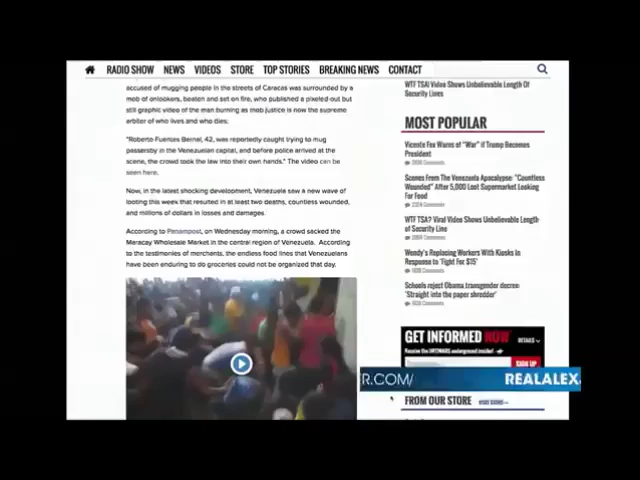 RADIO SHOW NEWS VIDEOS STORE TOP STORIES BREAKING NEWS CONTACT
accused of mugging people in the streets of Caracas was surrounded by a
mob of onlookers, beaten and set on fire, who published a pixeled-out but
still graphic video of the man burning as mob justice is now the supreme
arbiter of who lives and who dies.
"Roberto Fuentes Bernal, 42, was reportedly caught trying to mug
passersby in the Venezuelan capital, and before police arrived at the
scene, the crowd took the law into their own hands." The video can be
seen here.
Now, in the latest shocking development, Venezuela saw a new wave of
looting this week that resulted in at least two deaths, countless wounded,
and millions of dollars in losses and damages.
According to Panampost, on Wednesday morning, a crowd sacked the
Maracay Wholesale Market in the central region of Venezuela. According
to the testimonies of merchants, the endless food lines that Venezuelans
have been enduring to do groceries could not be organized that day.
WTF TSA! Video Shows Unbelievable Length Of
Security Lines
MOST POPULAR
Vicente Fox Warns of "War" if Trump Becomes
President
Comments
Scenes From The Venezuela Apocalypse: "Countless
Wounded" After 5,000 Loot Supermarket Looking
For Food
Comments
WTF TSA? Viral Video Shows Unbelievable Length
of Security Line
Comments
Wendy's Replacing Workers With Kiosks In
Response to 'Fight For $15'
Comments
Schools reject Obama transgender decree:
'Straight into the paper shredder'
Comments
GET INFORMED NOW DETAILS
Receive the INFOWARS underground insider!
SIGN UP
R.COM/ REALALEX
FROM OUR STORE